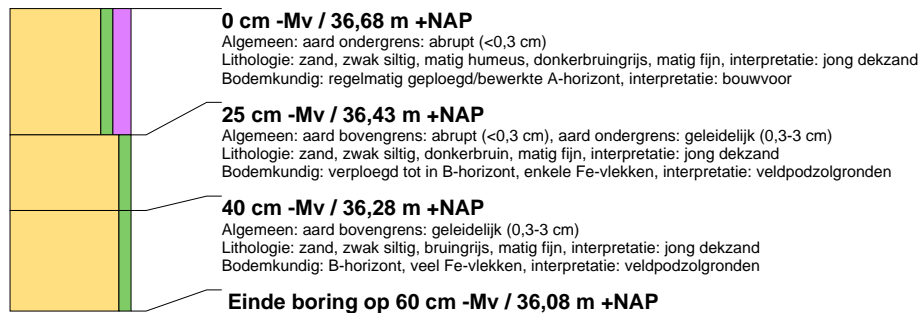 0 cm -Mv / 36,68 m +NAP
Algemeen: aard ondergrens: abrupt (<0,3 cm)
Lithologie: zand, zwak siltig, matig humeus, donkerbruingrijs, matig fijn, interpretatie: jong dekzand
Bodemkundig: regelmatig geploegd/bewerkte A-horizont, interpretatie: bouwvoor
25 cm -Mv / 36,43 m +NAP
Algemeen: aard bovengrens: abrupt (<0,3 cm), aard ondergrens: geleidelijk (0,3-3 cm)
Lithologie: zand, zwak siltig, donkerbruin, matig fijn, interpretatie: jong dekzand
Bodemkundig: verploegd tot in B-horizont, enkele Fe-vlekken, interpretatie: veldpodzolgronden
40 cm -Mv / 36,28 m +NAP
Algemeen: aard bovengrens: geleidelijk (0,3-3 cm)
Lithologie: zand, zwak siltig, bruingrijs, matig fijn, interpretatie: jong dekzand
Bodemkundig: B-horizont, veel Fe-vlekken, interpretatie: veldpodzolgronden
Einde boring op 60 cm -Mv / 36,08 m +NAP